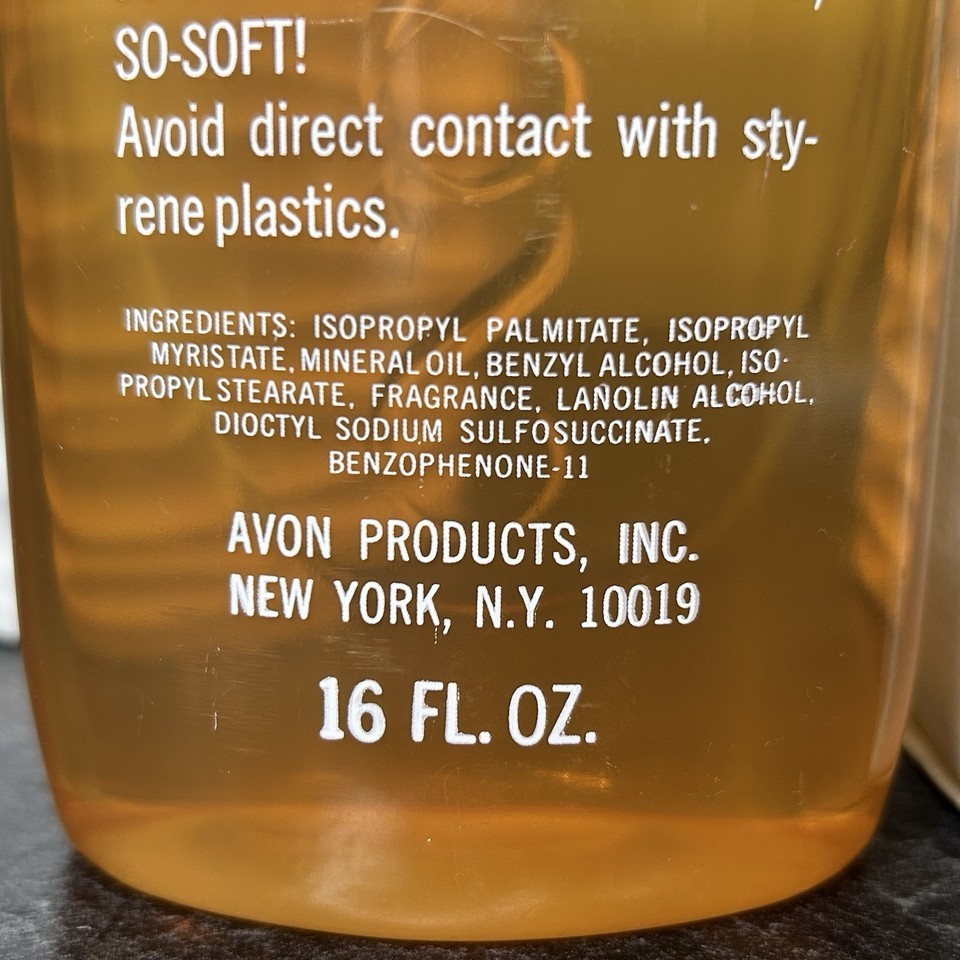 SO-SOFT!
Avoid direct contact with sty-
rene plastics.
INGREDIENTS: ISOPROPYL PALMITATE, ISOPROPYL
MYRISTATE, MINERAL OIL, BENZYL ALCOHOL, ISO-
PROPYL STEARATE, FRAGRANCE, LANOLIN ALCOHOL,
DIOCTYL SODIUM SULFOSUCCINATE,
BENZOPHENONE-11
AVON PRODUCTS, INC.
NEW YORK, N.Y. 10019
16 FL. OZ.